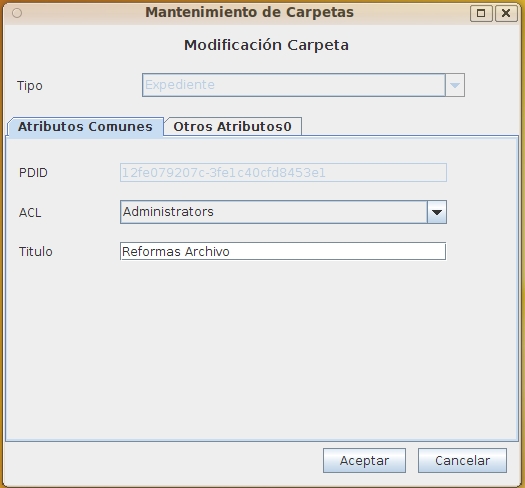 Mantenimiento de Carpetas
Modificación Carpeta
Tipo
Expediente
Atributos Comunes
Otros Atributos0
PDID
12fe079207c-3fe1c40cfd8453e1
ACL
Administrators
Titulo
Reformas Archivo
Aceptar
Cancelar